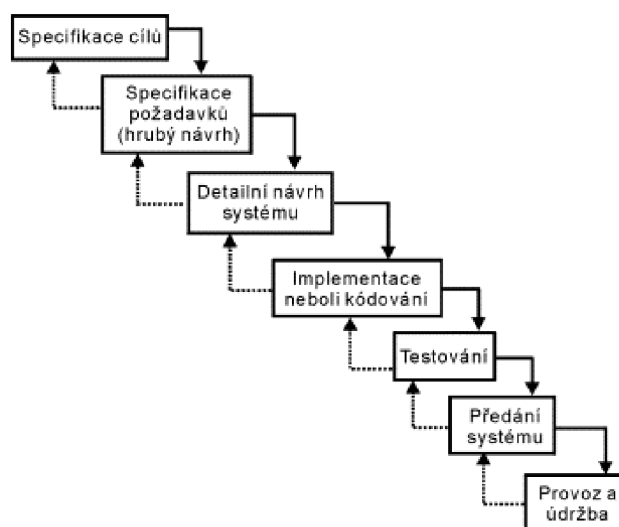 Specifikace cílů
Specifikace
požadavků
(hrubý návrh)
Detailní návrh
systému
Implementace
neboli kódování
Testování
Předání
systému
Provoz a
údržba